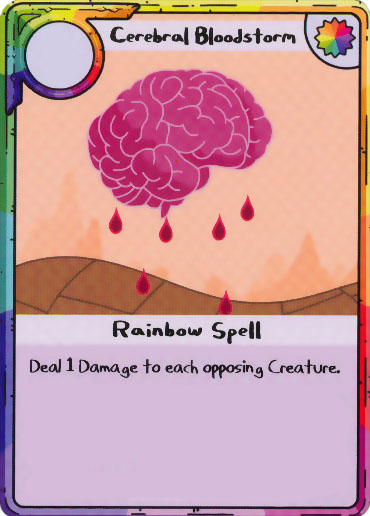 Cerebral Bloodstorm
Rainbow Spell
Deal 1 Damage to each opposing Creature.